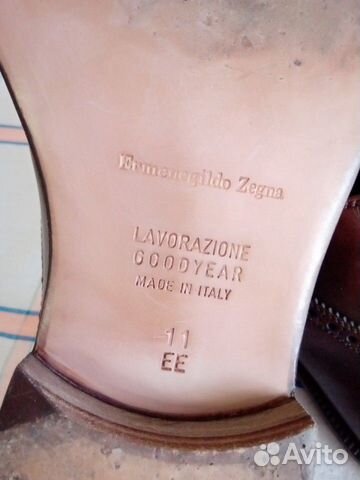 Ermenegildo Zegna
LAVORAZIONE
GOODYEAR
MADE IN ITALY
11
EE
Avito